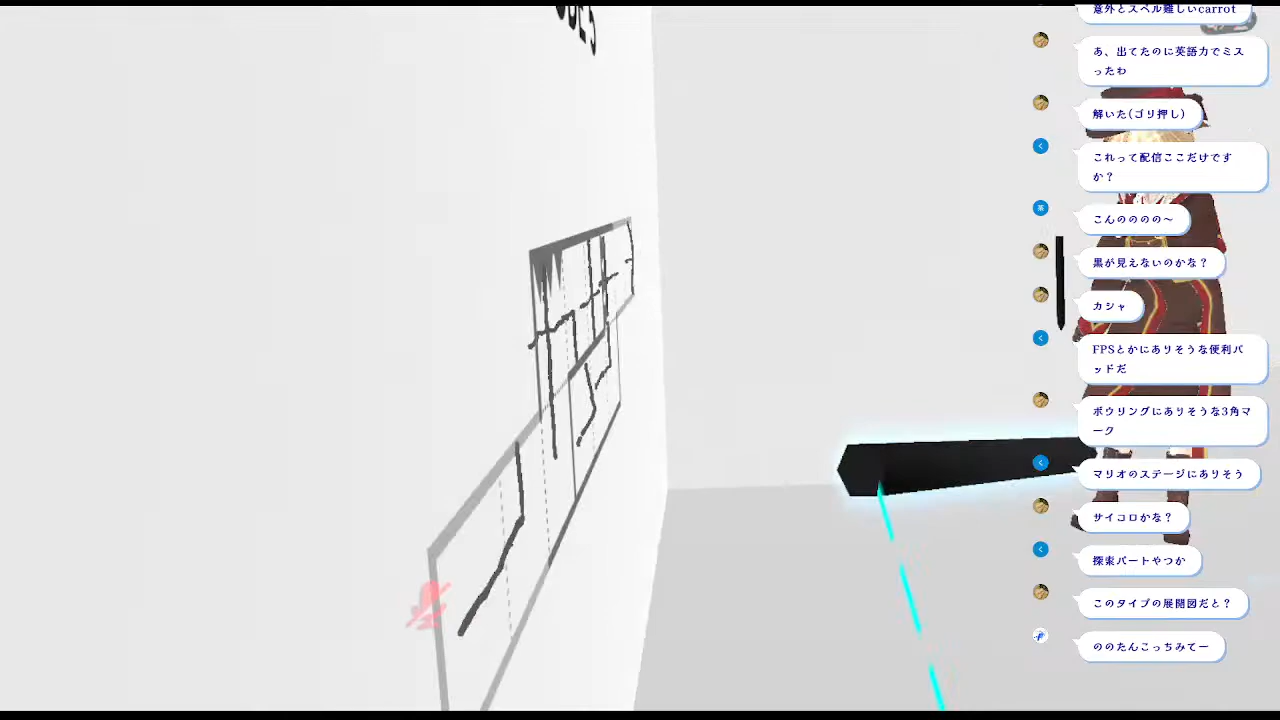 意外とスペル難しいcarrot
あ、出てたのに英語力でミス
ったわ
解いた(ゴリ押し)
これって配信ここだけです
か？
茶
こんのののの〜
黒が見えないのかな？
カシャ
FPSとかにありそうな便利パ
ッドだ
ボウリングにありそうな3角マ
ーク
マリオのステージにありそう
サイコロかな？
探索パートやつか
このタイプの展開図だと？
ののたんこっちみてー